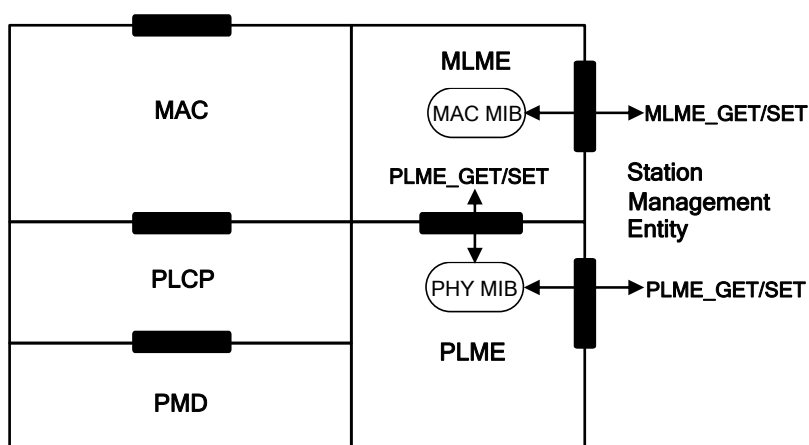 MLME
MAC
MAC MIB
MLME_GET/SET
PLME_GET/SET
Station
Management
Entity
PLCP
PHY MIB
PLME_GET/SET
PLME
PMD